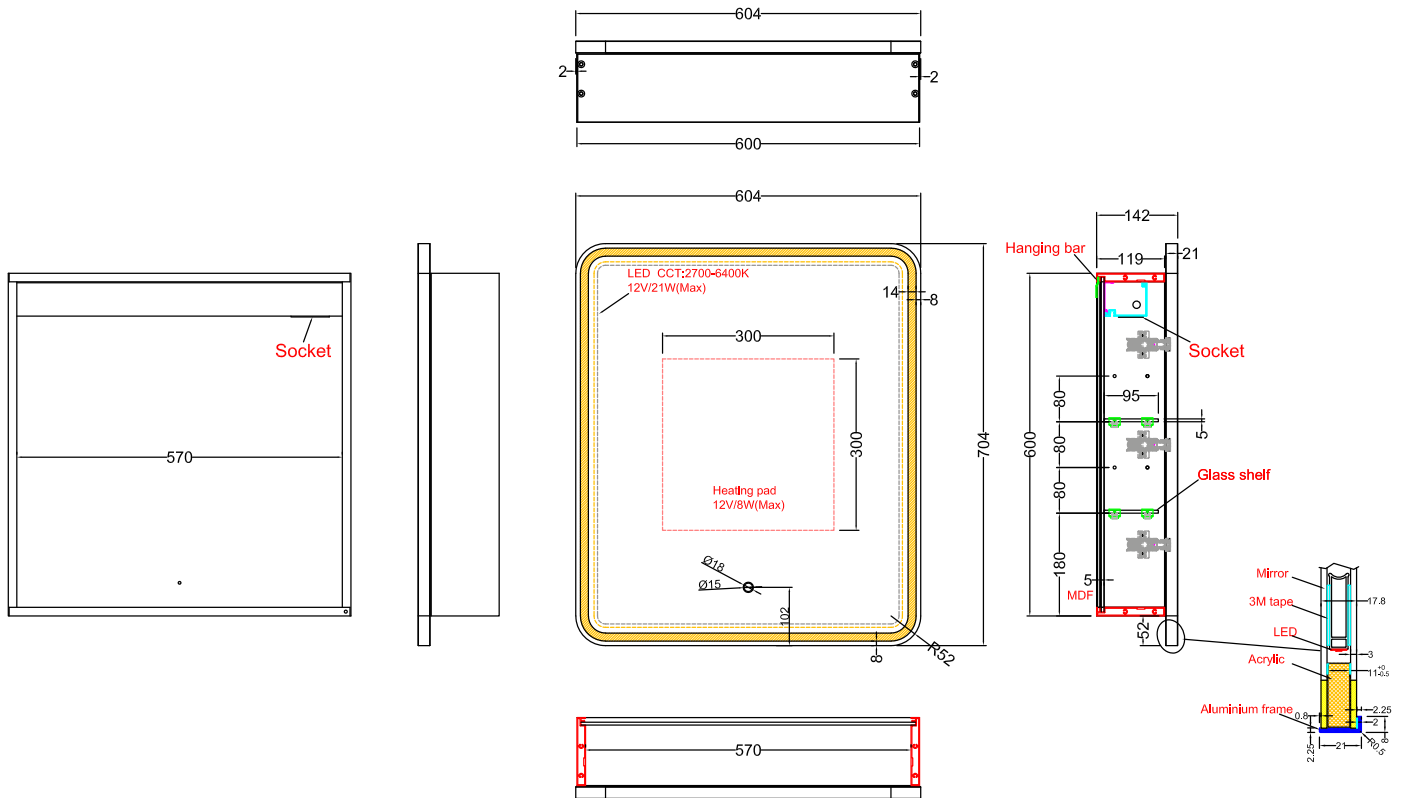 604
2
2
600
604
LED CCT:2700-6400K
12V/21W(Max)
14
8
300
300
704
Heating pad
12V/8W(Max)
Ø18
Ø15
102
8
R52
Socket
570
142
21
Hanging bar
119
Socket
80
95
5
600
80
80
Glass shelf
180
5
MDF
52
Mirror
17.8
3M tape
LED
3
Acrylic
11+0-0.5
Aluminium frame
0.8
2.25
2
2.25
21
R0.5
8
570